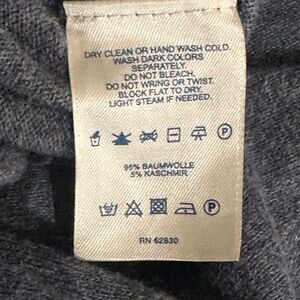 DRY CLEAN OR HAND WASH COLD.
WASH DARK COLORS
SEPARATELY.
DO NOT BLEACH.
DO NOT WRING OR TWIST.
BLOCK FLAT TO DRY.
LIGHT STEAM IF NEEDED.
P
95% BAUMWOLLE
5% KASCHMIR
P
RN 62830